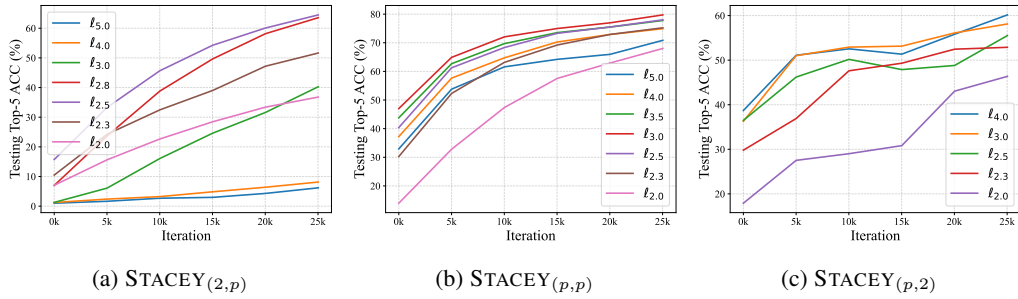 Testing Top-5 ACC (%)
60
50
40
30
20
10
0
ℓ5.0
ℓ4.0
ℓ3.0
ℓ2.8
ℓ2.5
ℓ2.3
ℓ2.0
0k 5k 10k 15k 20k 25k
Iteration
(a) STACEY(2,p)
Testing Top-5 ACC (%)
80
70
60
50
40
30
20
ℓ5.0
ℓ4.0
ℓ3.5
ℓ3.0
ℓ2.5
ℓ2.3
ℓ2.0
0k 5k 10k 15k 20k 25k
Iteration
(b) STACEY(p,p)
Testing Top-5 ACC (%)
60
50
40
30
20
ℓ4.0
ℓ3.0
ℓ2.5
ℓ2.3
ℓ2.0
0k 5k 10k 15k 20k 25k
Iteration
(c) STACEY(p,2)